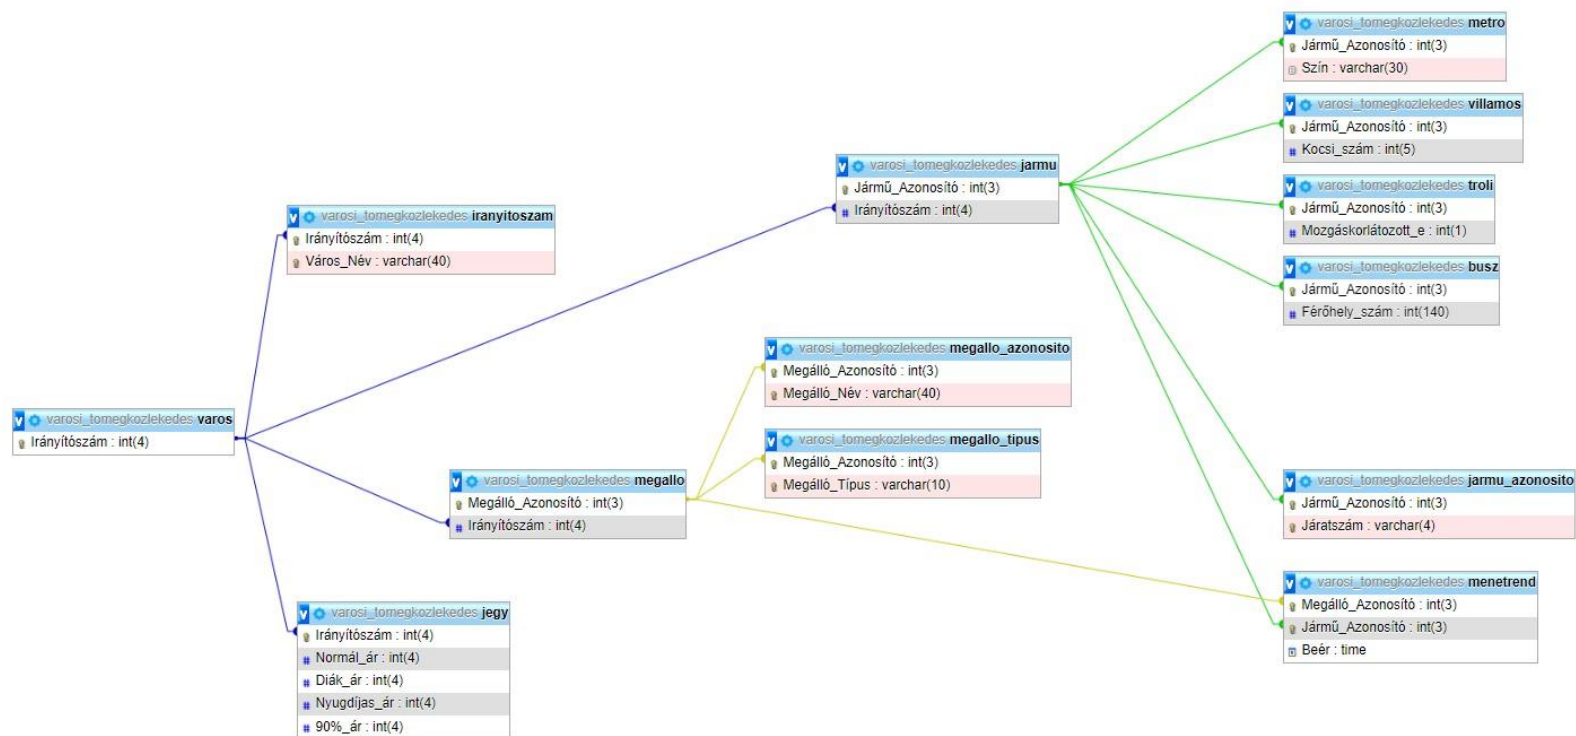 varosi_tomegkozlekedes metro
Jármű_Azonosító : int(3)
Szín : varchar(30)
varosi_tomegkozlekedes villamos
Jármű_Azonosító : int(3)
Kocsi_szám : int(5)
varosi_tomegkozlekedes troli
Jármű_Azonosító : int(3)
Mozgáskorlátozott_e : int(1)
varosi_tomegkozlekedes busz
Jármű_Azonosító : int(3)
Férőhely_szám : int(140)
varosi_tomegkozlekedes jarmu
Jármű_Azonosító : int(3)
Irányítószám : int(4)
varosi_tomegkozlekedes iranyitoszam
Irányítószám : int(4)
Város_Név : varchar(40)
varosi_tomegkozlekedes megallo_azonosito
Megálló_Azonosító : int(3)
Megálló_Név : varchar(40)
varosi_tomegkozlekedes varos
Irányítószám : int(4)
varosi_tomegkozlekedes megallo_tipus
Megálló_Azonosító : int(3)
Megálló_Típus : varchar(10)
varosi_tomegkozlekedes megallo
Megálló_Azonosító : int(3)
Irányítószám : int(4)
varosi_tomegkozlekedes jarmu_azonosito
Jármű_Azonosító : int(3)
Járatszám : varchar(4)
varosi_tomegkozlekedes menetrend
Megálló_Azonosító : int(3)
Jármű_Azonosító : int(3)
Beér : time
varosi_tomegkozlekedes jegy
Irányítószám : int(4)
Normál_ár : int(4)
Diák_ár : int(4)
Nyugdíjas_ár : int(4)
90%_ár : int(4)